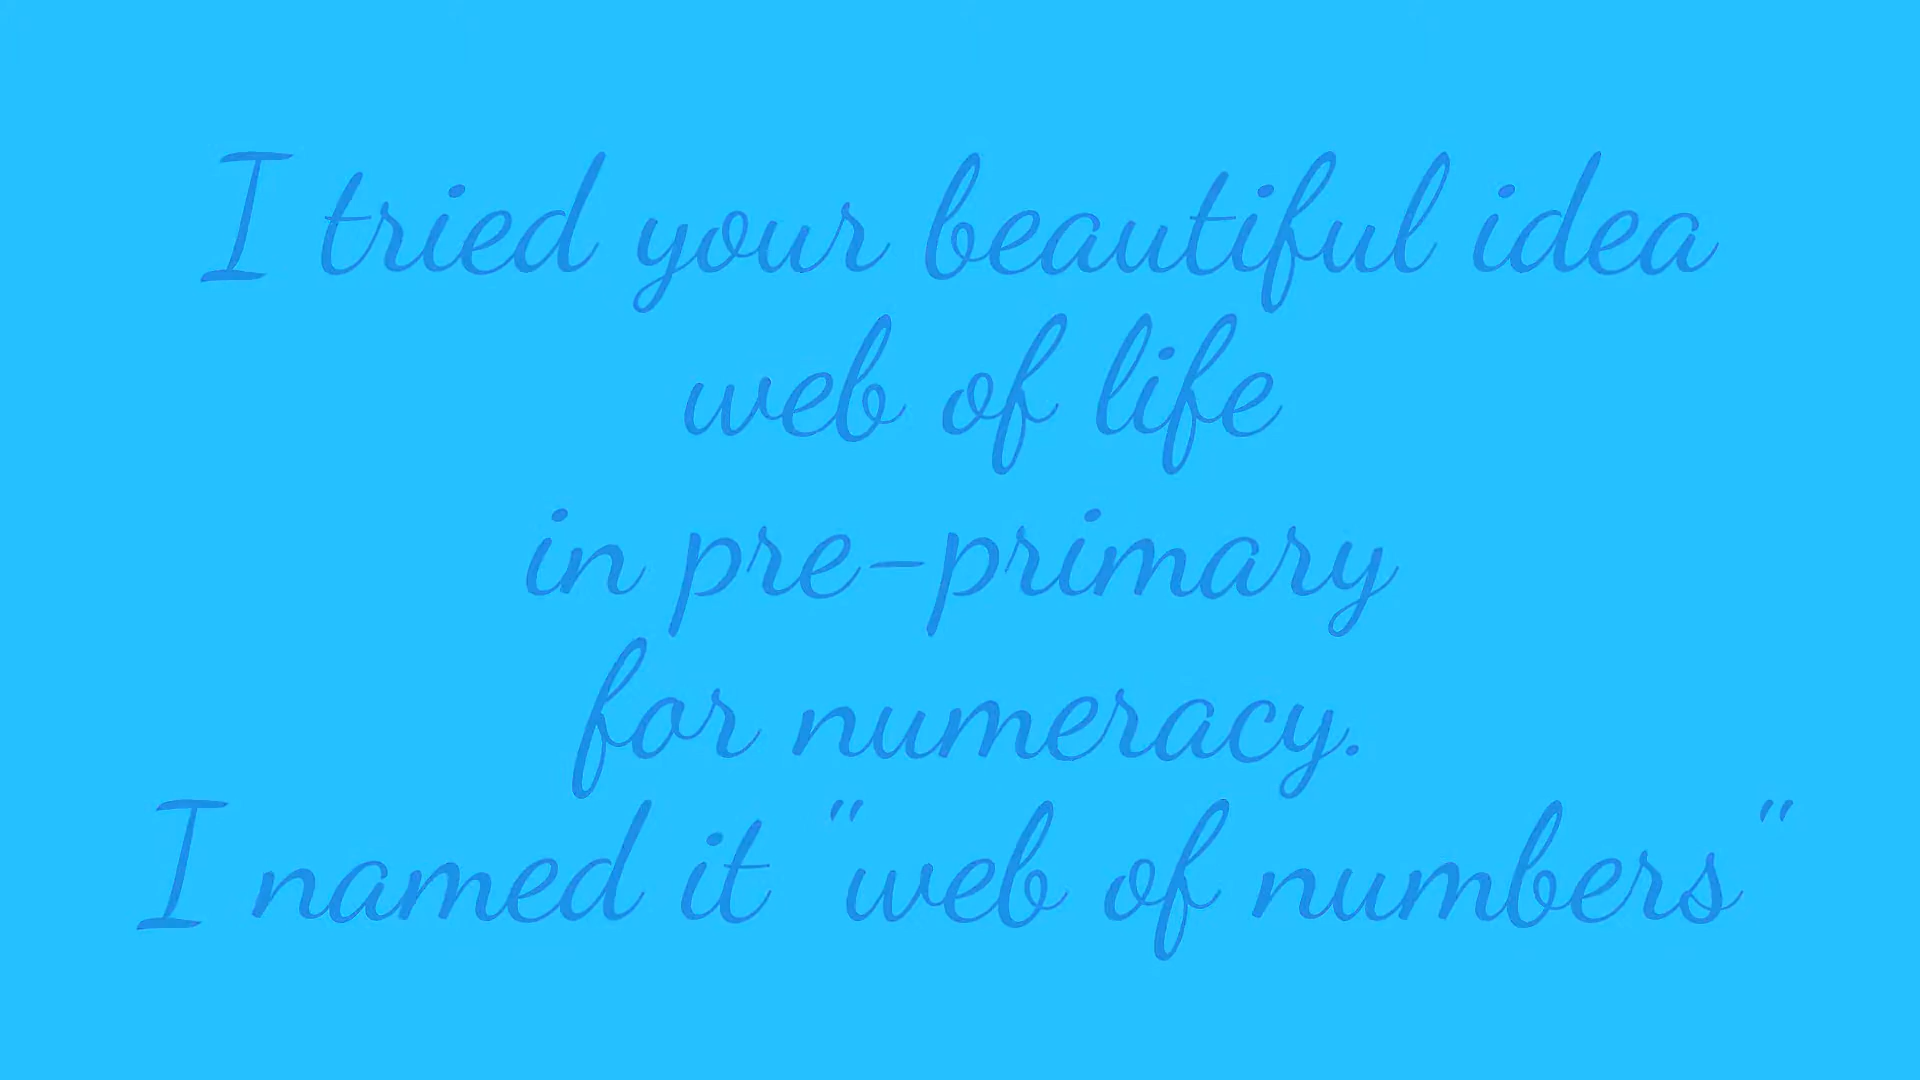 I tried your beautiful idea
web of life
in pre-primary
for numeracy.
I named it "web of numbers"